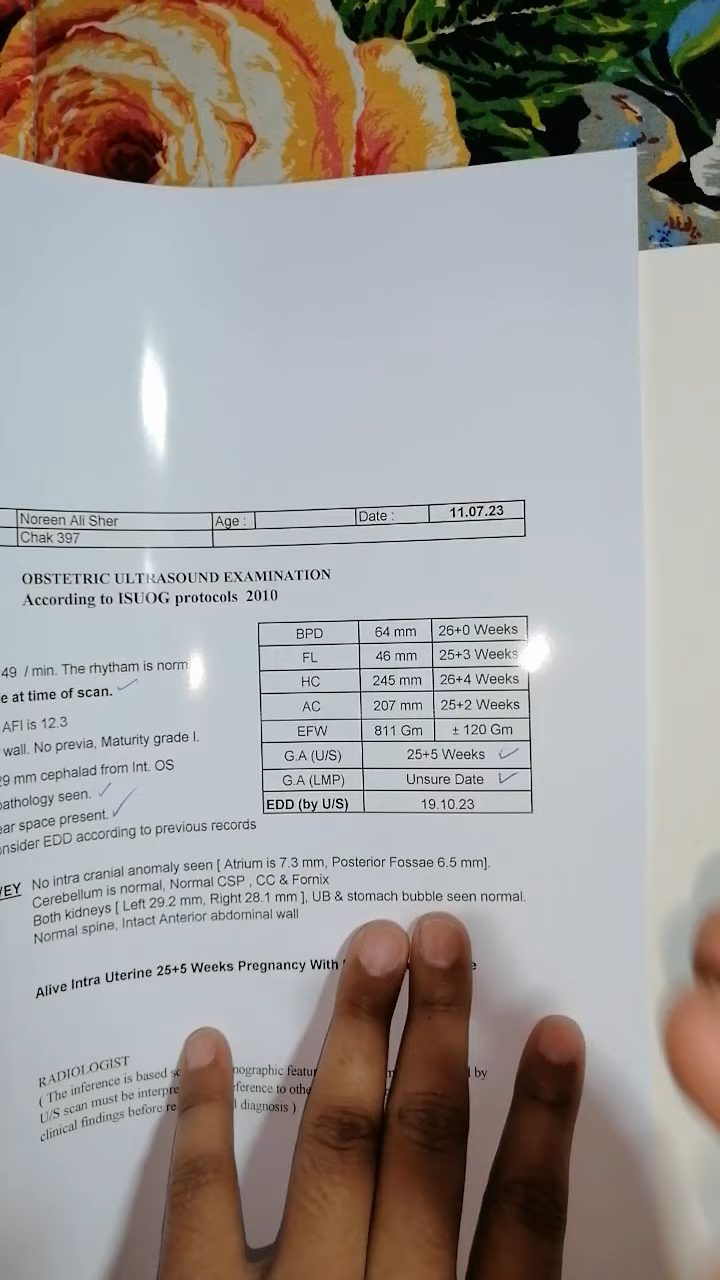 Noreen Ali Sher Age : Date : 11.07.23
Chak 397
OBSTETRIC ULTRASOUND EXAMINATION
According to ISUOG protocols 2010
BPD 64 mm 26+0 Weeks
FL 46 mm 25+3 Weeks
HC 245 mm 26+4 Weeks
AC 207 mm 25+2 Weeks
EFW 811 Gm ± 120 Gm
G.A (U/S) 25+5 Weeks
G.A (LMP) Unsure Date
EDD (by U/S) 19.10.23
49 / min. The rhytham is norm
e at time of scan.
AFI is 12.3
wall. No previa, Maturity grade I.
9 mm cephalad from Int. OS
pathology seen.
ear space present.
nsider EDD according to previous records
EY No intra cranial anomaly seen [ Atrium is 7.3 mm, Posterior Fossae 6.5 mm].
Cerebellum is normal, Normal CSP , CC & Fornix
Both kidneys [ Left 29.2 mm, Right 28.1 mm ], UB & stomach bubble seen normal.
Normal spine, Intact Anterior abdominal wall
Alive Intra Uterine 25+5 Weeks Pregnancy With
RADIOLOGIST
( The inference is based nographic featur by
U/S scan must be interpre eference to othe
clinical findings before re l diagnosis )